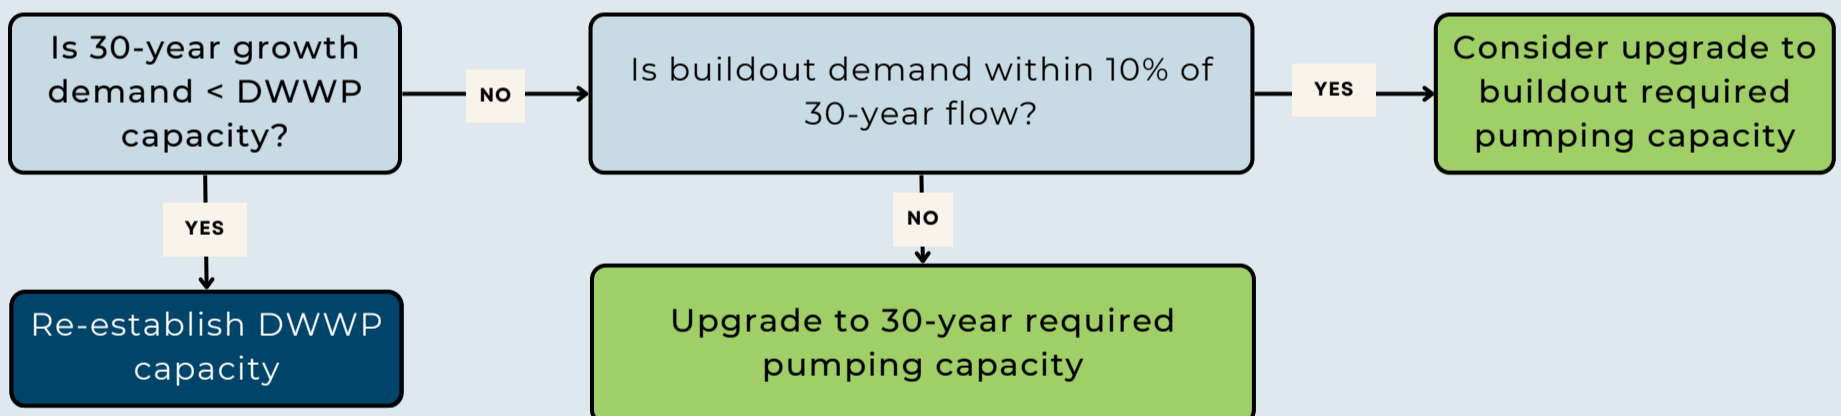 Is 30-year growth
demand < DWWP
capacity?
NO
Is buildout demand within 10% of
30-year flow?
YES
Consider upgrade to
buildout required
pumping capacity
YES
NO
Re-establish DWWP
capacity
Upgrade to 30-year required
pumping capacity